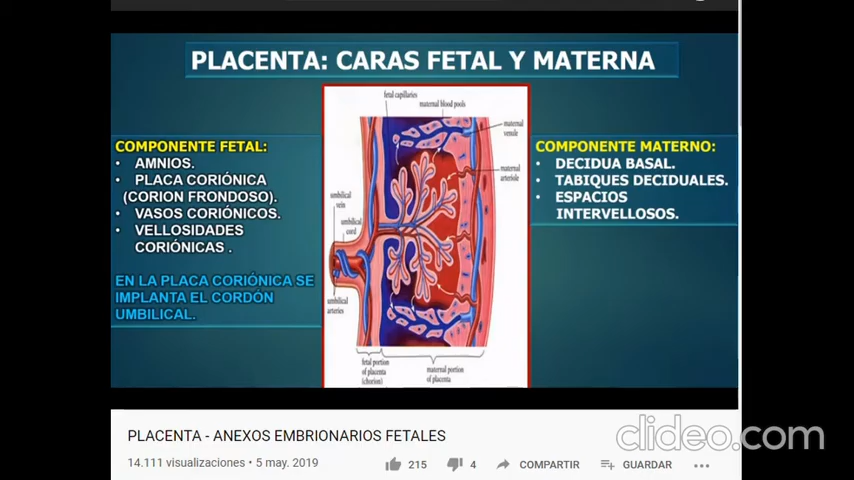 PLACENTA: CARAS FETAL Y MATERNA
COMPONENTE FETAL:
• AMNIOS.
• PLACA CORIÓNICA
(CORION FRONDOSO).
• VASOS CORIÓNICOS.
• VELLOSIDADES
CORIÓNICAS .
EN LA PLACA CORIÓNICA SE
IMPLANTA EL CORDÓN
UMBILICAL.
fetal capillaries
maternal blood pools
maternal
venule
maternal
arteriole
umbilical
vein
umbilical
cord
umbilical
arteries
fetal portion
of placenta
(chorion)
maternal portion
of placenta
COMPONENTE MATERNO:
• DECIDUA BASAL.
• TABIQUES DECIDUALES.
• ESPACIOS
INTERVELLOSOS.
PLACENTA - ANEXOS EMBRIONARIOS FETALES
14.111 visualizaciones • 5 may. 2019
215
4
COMPARTIR
GUARDAR
clideo.com